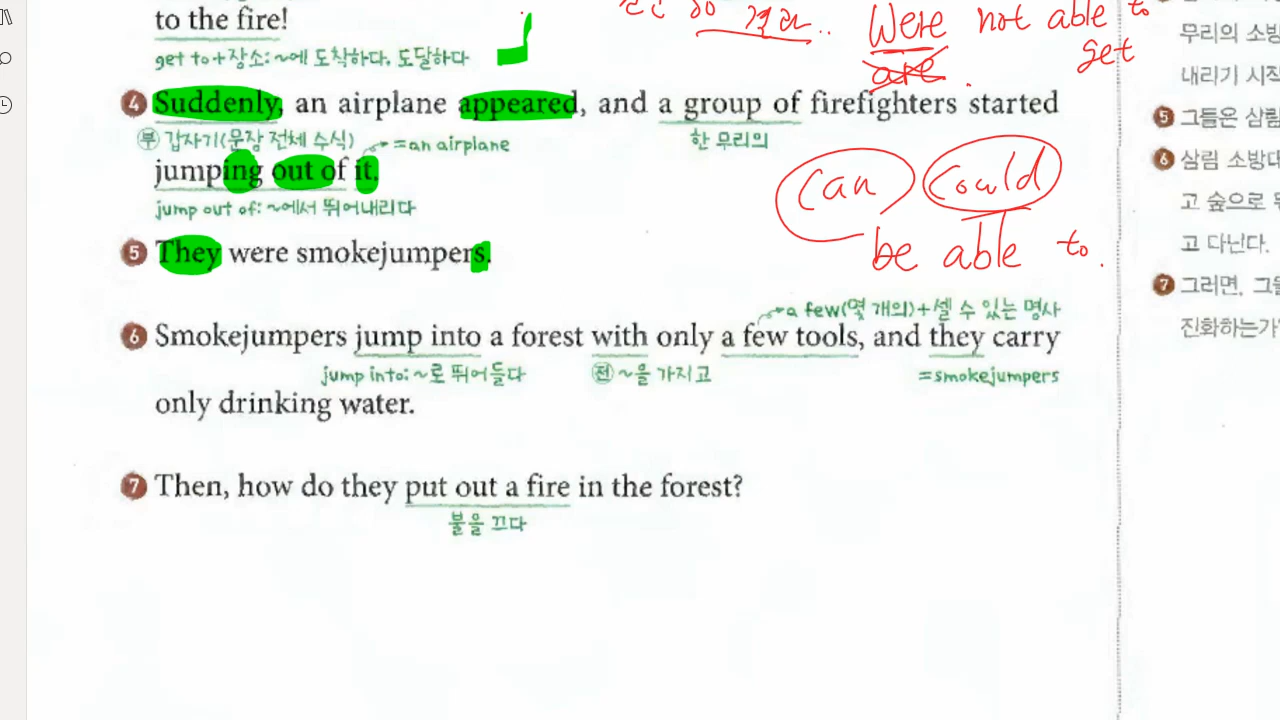 to the fire!
get to+장소: ~에 도착하다, 도달하다
Were not able to
get
are
4 Suddenly, an airplane appeared, and a group of firefighters started
부 갑자기(문장 전체 수식)
=an airplane
한 무리의
jumping out of it.
jump out of: ~에서 뛰어내리다
can could
be able to.
5 They were smokejumpers.
a few(몇 개의)+셀 수 있는 명사
6 Smokejumpers jump into a forest with only a few tools, and they carry
jump into: ~로 뛰어들다
전 ~을 가지고
=smokejumpers
only drinking water.
7 Then, how do they put out a fire in the forest?
불을 끄다
무리의 소방
내리기 시작
5 그들은 삼림
6 삼림 소방대
고 숲으로
고 다닌다.
7 그러면, 그들
진화하는가